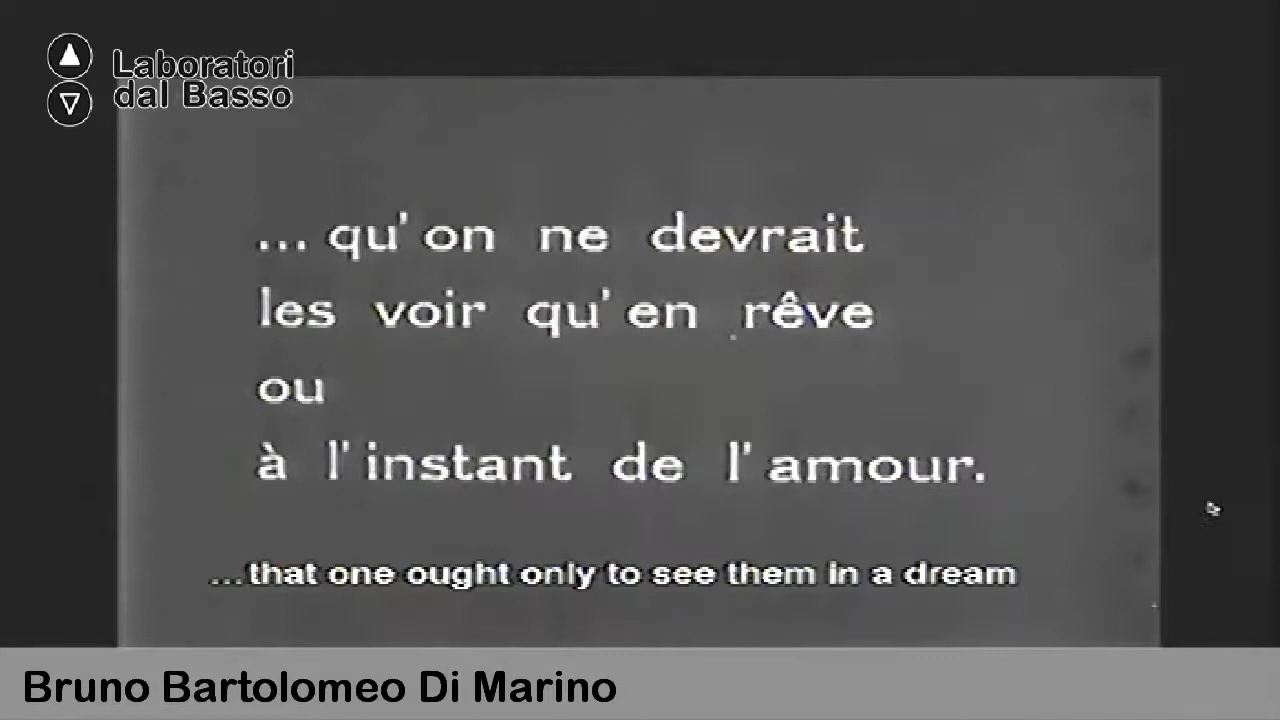 Laboratori
dal Basso
... qu'on ne devrait
les voir qu'en rêve
ou
à l'instant de l'amour.
...that one ought only to see them in a dream
Bruno Bartolomeo Di Marino